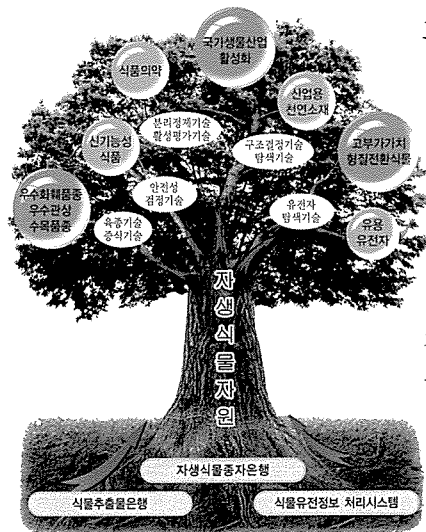 국가생물산업
활성화
식품의약
산업용
천연소재
분리정제기술
활성평가기술
신기능성
식품
구조결정기술
탐색기술
고부가가치
형질전환식물
안전성
검정기술
우수화훼품종
우수관상
수목품종
유전자
탐색기술
육종기술
증식기술
유용
유전자
자생식물자원
자생식물종자은행
식물추출물은행
식물유전정보 처리시스템